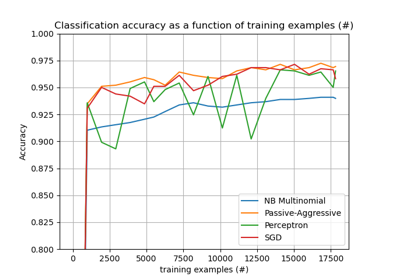 Classification accuracy as a function of training examples (#)
1.000
0.975
0.950
0.925
0.900
0.875
0.850
0.825
0.800
Accuracy
NB Multinomial
Passive-Aggressive
Perceptron
SGD
0 2500 5000 7500 10000 12500 15000 17500
training examples (#)